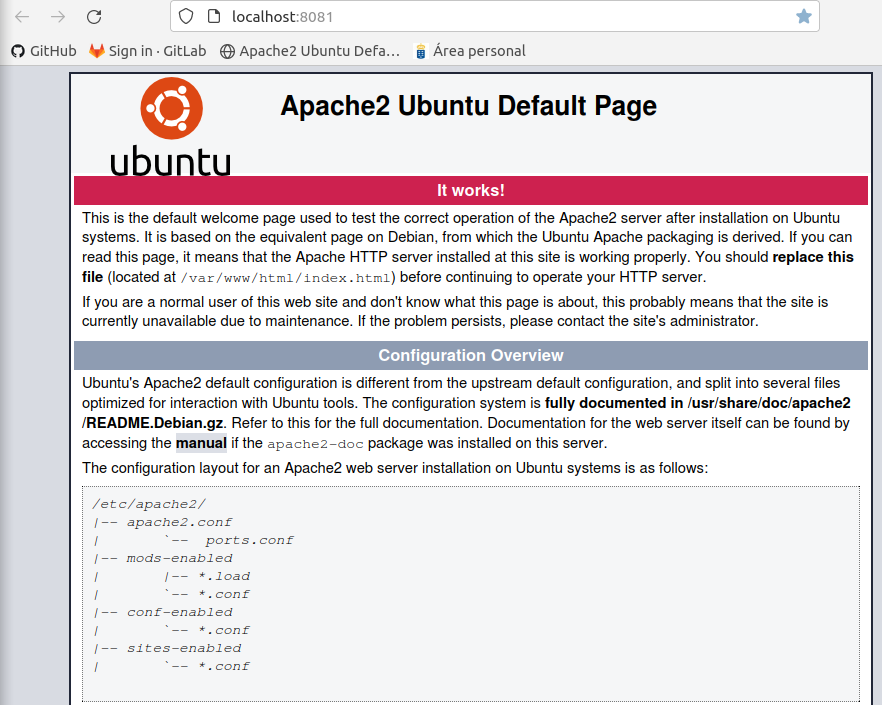 localhost:8081
GitHub Sign in · GitLab Apache2 Ubuntu Defa… Área personal
ubuntu
Apache2 Ubuntu Default Page
It works!
This is the default welcome page used to test the correct operation of the Apache2 server after installation on Ubuntu
systems. It is based on the equivalent page on Debian, from which the Ubuntu Apache packaging is derived. If you can
read this page, it means that the Apache HTTP server installed at this site is working properly. You should replace this
file (located at /var/www/html/index.html) before continuing to operate your HTTP server.
If you are a normal user of this web site and don't know what this page is about, this probably means that the site is
currently unavailable due to maintenance. If the problem persists, please contact the site's administrator.
Configuration Overview
Ubuntu's Apache2 default configuration is different from the upstream default configuration, and split into several files
optimized for interaction with Ubuntu tools. The configuration system is fully documented in /usr/share/doc/apache2
/README.Debian.gz. Refer to this for the full documentation. Documentation for the web server itself can be found by
accessing the manual if the apache2-doc package was installed on this server.
The configuration layout for an Apache2 web server installation on Ubuntu systems is as follows:
/etc/apache2/
|-- apache2.conf
|       `--  ports.conf
|-- mods-enabled
|       |-- *.load
|       `-- *.conf
|-- conf-enabled
|       `-- *.conf
|-- sites-enabled
|       `-- *.conf